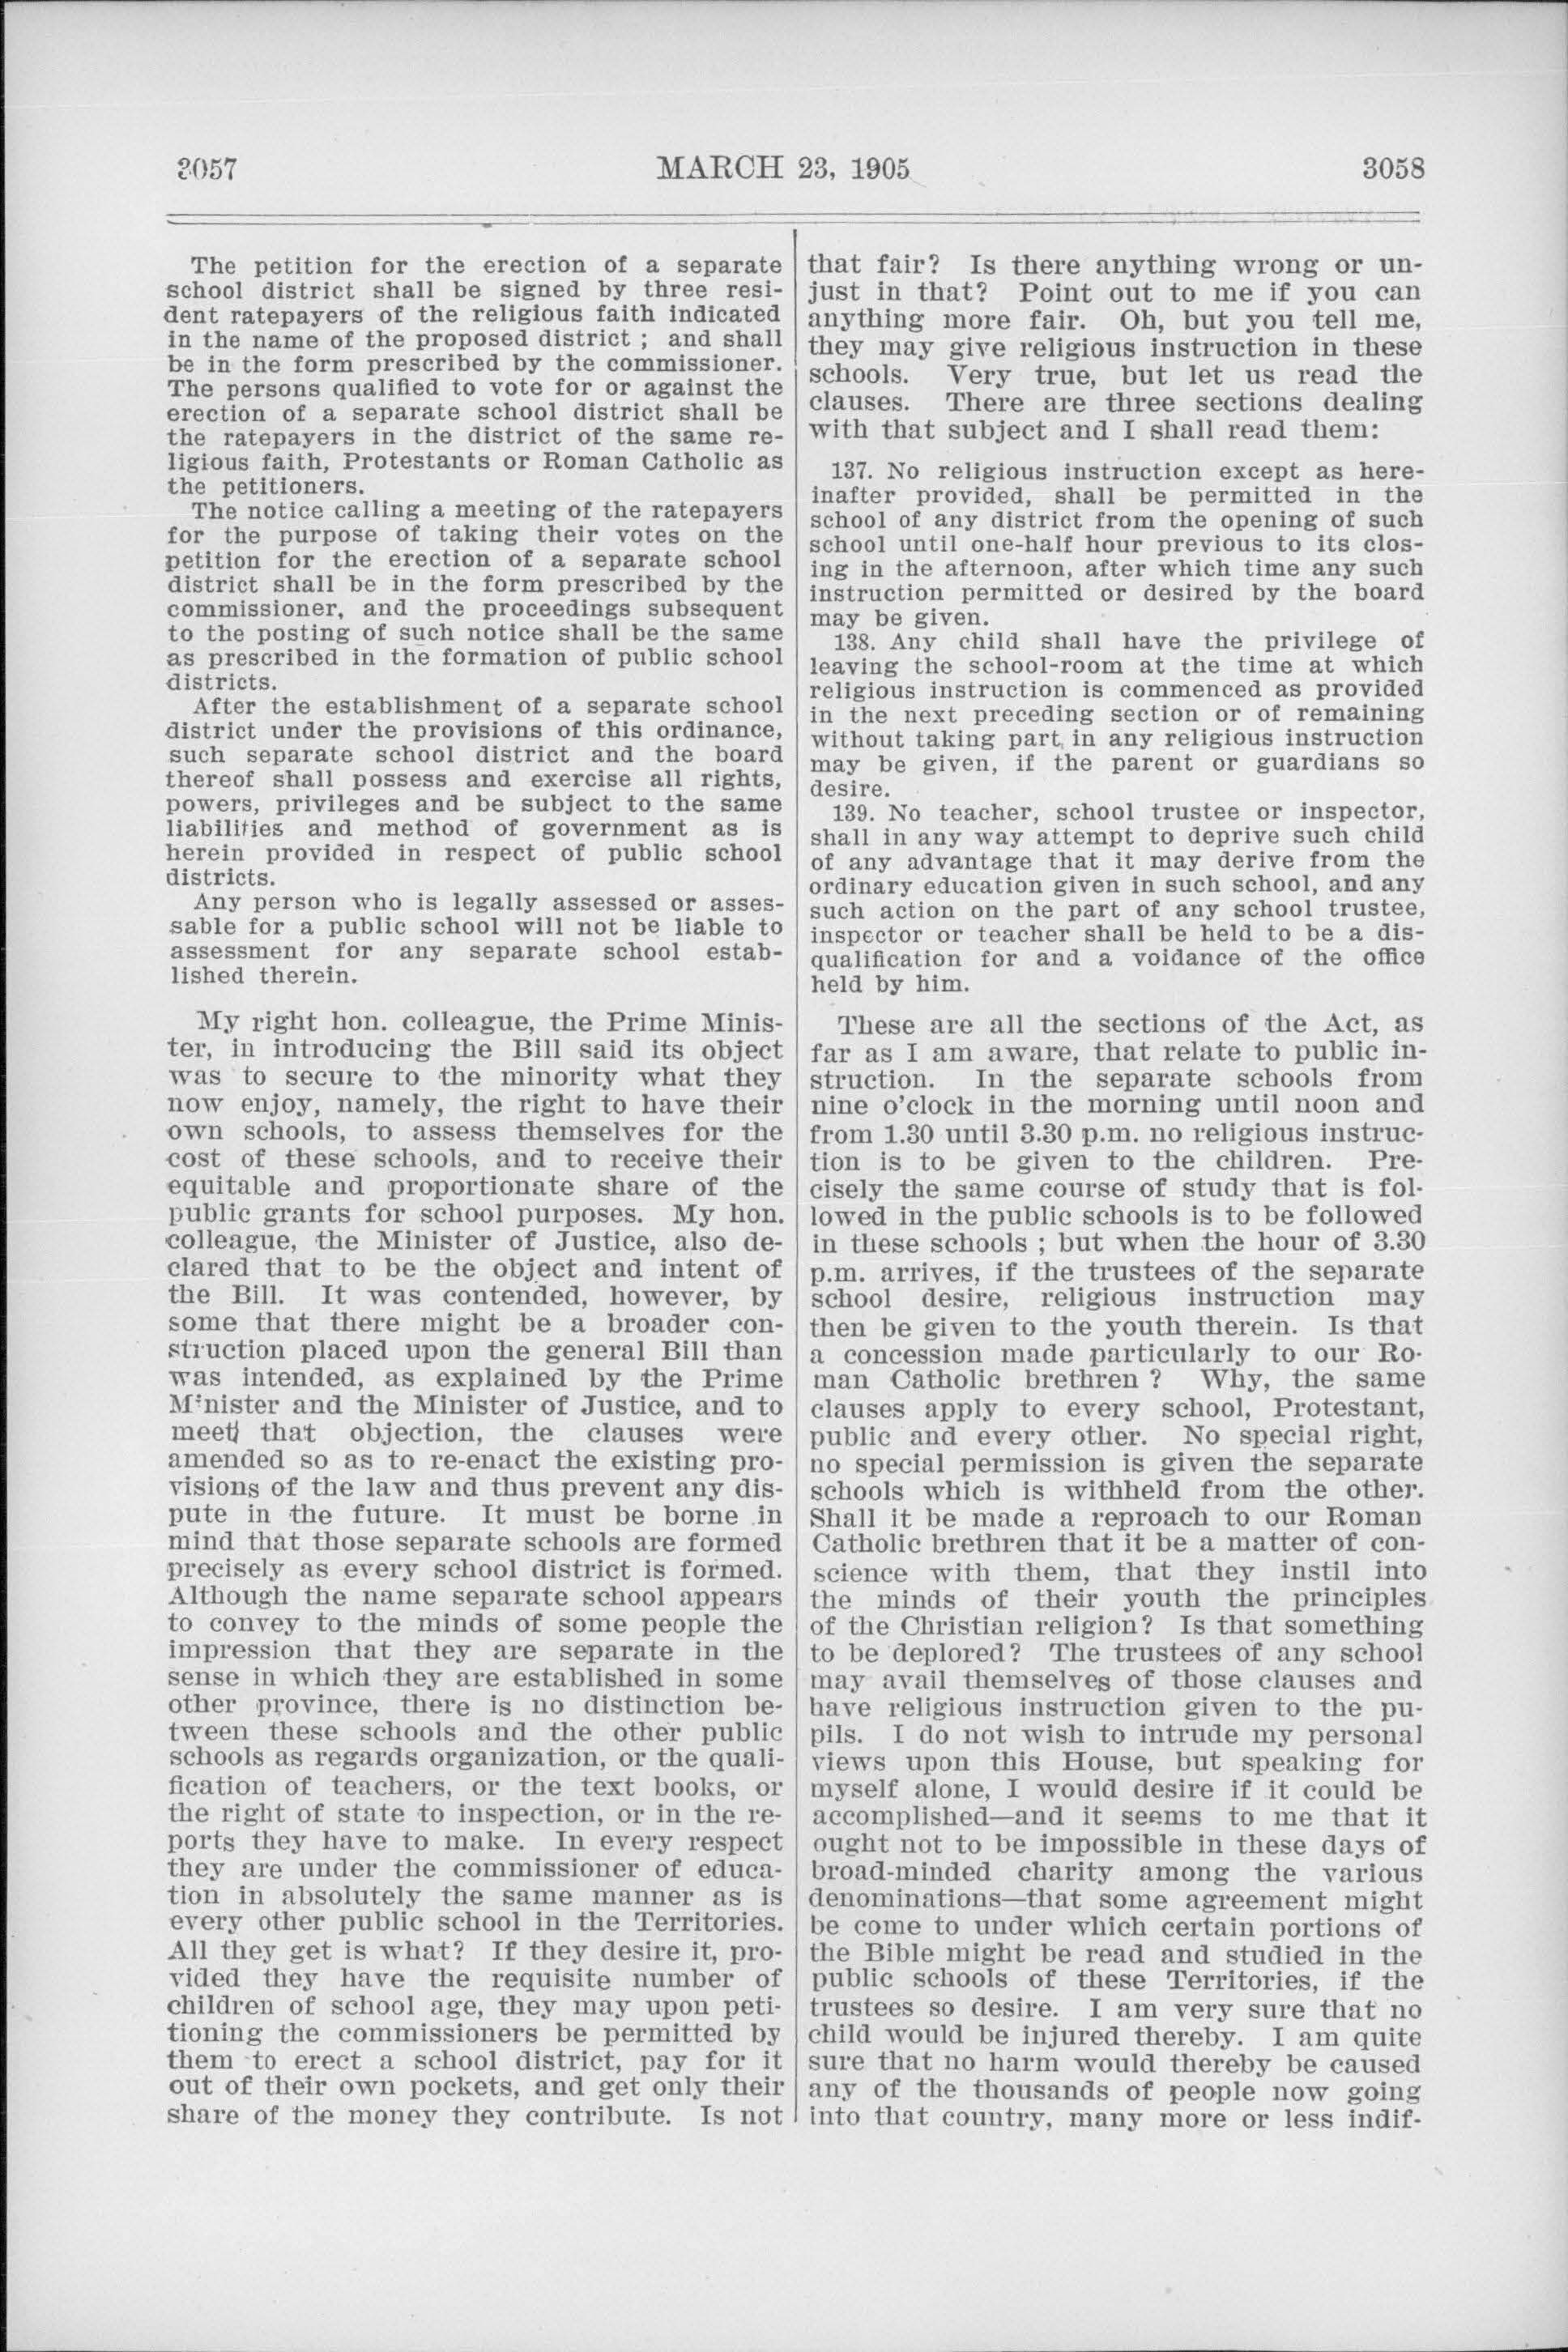 3057
MARCH 23, 1905
3058
The petition for the erection of a separate
school district shall be signed by three resi-
dent ratepayers of the religious faith indicated
in the name of the proposed district ; and shall
be in the form prescribed by the commissioner.
The persons qualified to vote for or against the
erection of a separate school district shall be
the ratepayers in the district of the same re-
ligious faith, Protestants or Roman Catholic as
the petitioners.
The notice calling a meeting of the ratepayers
for the purpose of taking their votes on the
petition for the erection of a separate school
district shall be in the form prescribed by the
commissioner, and the proceedings subsequent
to the posting of such notice shall be the same
as prescribed in the formation of public school
districts.
After the establishment of a separate school
district under the provisions of this ordinance,
such separate school district and the board
thereof shall possess and exercise all rights,
powers, privileges and be subject to the same
liabilities and method of government as is
herein provided in respect of public school
districts.
Any person who is legally assessed or asses-
sable for a public school will not be liable to
assessment for any separate school estab-
lished therein.
My right hon. colleague, the Prime Minis-
ter, in introducing the Bill said its object
was to secure to the minority what they
now enjoy, namely, the right to have their
own schools, to assess themselves for the
cost of these schools, and to receive their
equitable and proportionate share of the
public grants for school purposes. My hon.
colleague, the Minister of Justice, also de-
clared that to be the object and intent of
the Bill. It was contended, however, by
some that there might be a broader con-
struction placed upon the general Bill than
was intended, as explained by the Prime
Minister and the Minister of Justice, and to
meet that objection, the clauses were
amended so as to re-enact the existing pro-
visions of the law and thus prevent any dis-
pute in the future. It must be borne in
mind that those separate schools are formed
precisely as every school district is formed.
Although the name separate school appears
to convey to the minds of some people the
impression that they are separate in the
sense in which they are established in some
other province, there is no distinction be-
tween these schools and the other public
schools as regards organization, or the quali-
fication of teachers, or the text books, or
the right of state to inspection, or in the re-
ports they have to make. In every respect
they are under the commissioner of educa-
tion in absolutely the same manner as is
every other public school in the Territories.
All they get is what? If they desire it, pro-
vided they have the requisite number of
children of school age, they may upon peti-
tioning the commissioners be permitted by
them to erect a school district, pay for it
out of their own pockets, and get only their
share of the money they contribute. Is not
that fair? Is there anything wrong or un-
just in that? Point out to me if you can
anything more fair. Oh, but you tell me,
they may give religious instruction in these
schools. Very true, but let us read the
clauses. There are three sections dealing
with that subject and I shall read them:
137. No religious instruction except as here-
inafter provided, shall be permitted in the
school of any district from the opening of such
school until one-half hour previous to its clos-
ing in the afternoon, after which time any such
instruction permitted or desired by the board
may be given.
138. Any child shall have the privilege of
leaving the school-room at the time at which
religious instruction is commenced as provided
in the next preceding section or of remaining
without taking part, in any religious instruction
may be given, if the parent or guardians so
desire.
139. No teacher, school trustee or inspector,
shall in any way attempt to deprive such child
of any advantage that it may derive from the
ordinary education given in such school, and any
such action on the part of any school trustee,
inspector or teacher shall be held to be a dis-
qualification for and a voidance of the office
held by him.
These are all the sections of the Act, as
far as I am aware, that relate to public in-
struction. In the separate schools from
nine o'clock in the morning until noon and
from 1.30 until 3.30 p.m. no religious instruc-
tion is to be given to the children. Pre-
cisely the same course of study that is fol-
lowed in the public schools is to be followed
in these schools ; but when the hour of 3.30
p.m. arrives, if the trustees of the separate
school desire, religious instruction may
then be given to the youth therein. Is that
a concession made particularly to our Ro-
man Catholic brethren ? Why, the same
clauses apply to every school, Protestant,
public and every other. No special right,
no special permission is given the separate
schools which is withheld from the other.
Shall it be made a reproach to our Roman
Catholic brethren that it be a matter of con-
science with them, that they instil into
the minds of their youth the principles
of the Christian religion? Is that something
to be deplored? The trustees of any school
may avail themselves of those clauses and
have religious instruction given to the pu-
pils. I do not wish to intrude my personal
views upon this House, but speaking for
myself alone, I would desire if it could be
accomplished—and it seems to me that it
ought not to be impossible in these days of
broad-minded charity among the various
denominations—that some agreement might
be come to under which certain portions of
the Bible might be read and studied in the
public schools of these Territories, if the
trustees so desire. I am very sure that no
child would be injured thereby. I am quite
sure that no harm would thereby be caused
any of the thousands of people now going
into that country, many more or less indif-